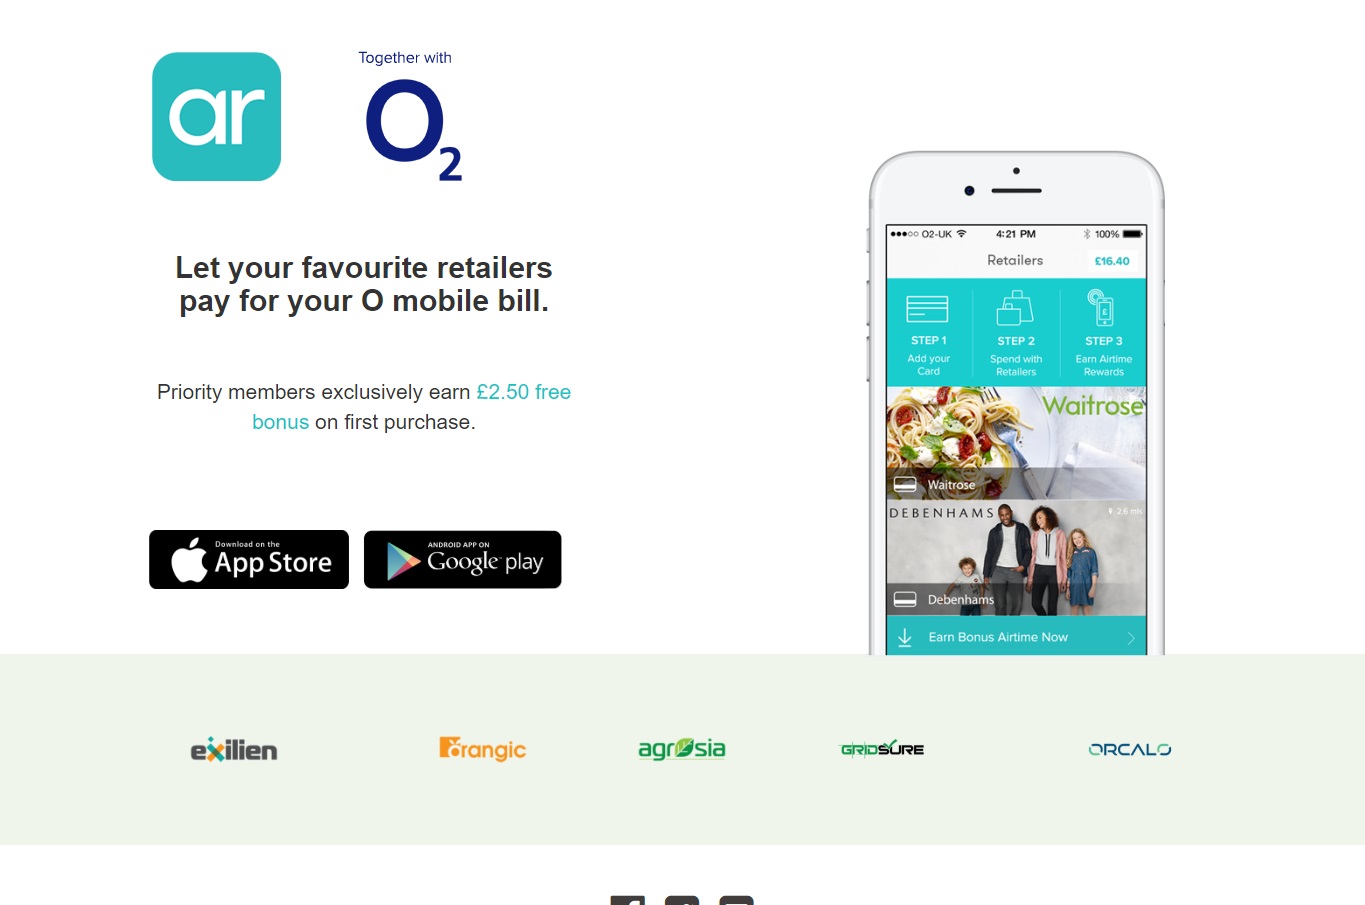 ar
Together with
O2
Let your favourite retailers
pay for your O mobile bill.
Priority members exclusively earn £2.50 free
bonus on first purchase.
Download on the
App Store
ANDROID APP ON
Google play
O2-UK 4:21 PM 100%
Retailers £16.40
STEP 1 STEP 2 STEP 3
Add your Spend with Earn Airtime
Card Retailers Rewards
Waitrose
Waitrose
DEBENHAMS 2.6 mls
Debenhams
Earn Bonus Airtime Now
exilien orangic agrosia GRIDSURE ORCALO